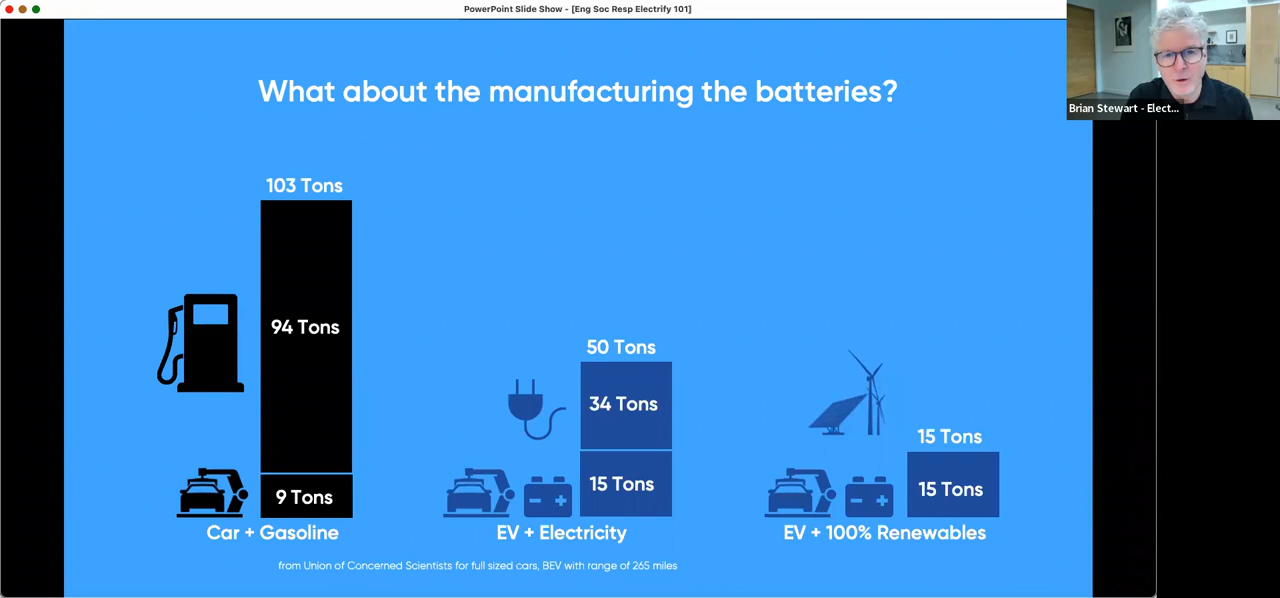 PowerPoint Slide Show - [Eng Soc Resp Electrify 101]
Brian Stewart - Elect...
What about the manufacturing the batteries?
103 Tons
94 Tons
9 Tons
Car + Gasoline
50 Tons
34 Tons
15 Tons
EV + Electricity
15 Tons
15 Tons
EV + 100% Renewables
from Union of Concerned Scientists for full sized cars, BEV with range of 265 miles